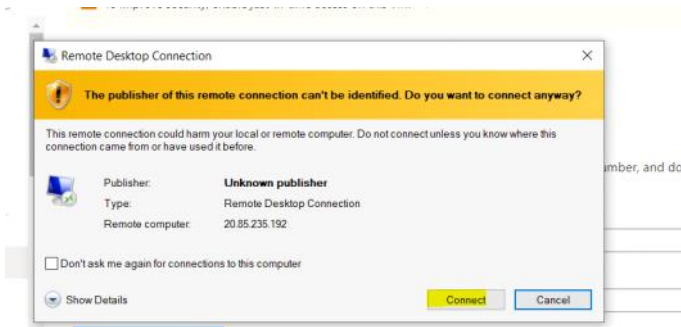 Remote Desktop Connection
The publisher of this remote connection can't be identified. Do you want to connect anyway?
This remote connection could harm your local or remote computer. Do not connect unless you know where this
connection came from or have used it before.
umber, and do
Publisher: Unknown publisher
Type: Remote Desktop Connection
Remote computer: 20.85.235.192
Don't ask me again for connections to this computer
Show Details Connect Cancel